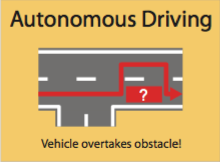 Autonomous Driving
?
Vehicle overtakes obstacle!